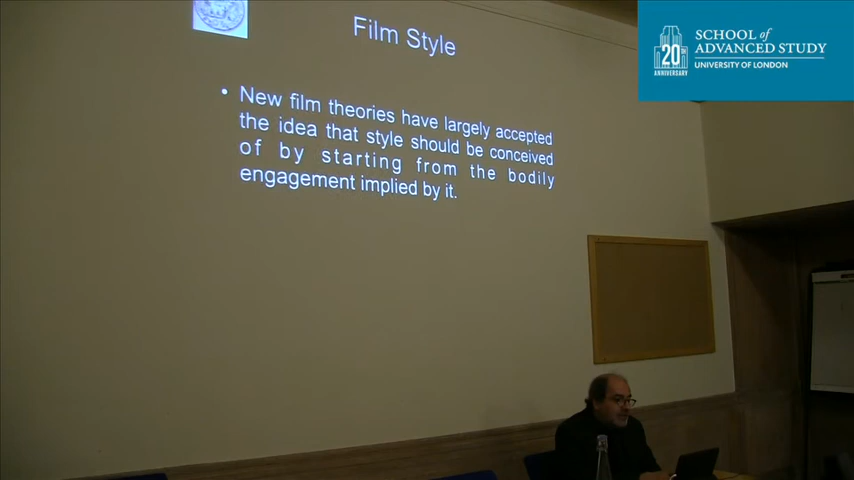 Film Style
• New film theories have largely accepted
the idea that style should be conceived
of by starting from the bodily
engagement implied by it.
20TH
ANNIVERSARY
SCHOOL of
ADVANCED STUDY
UNIVERSITY OF LONDON